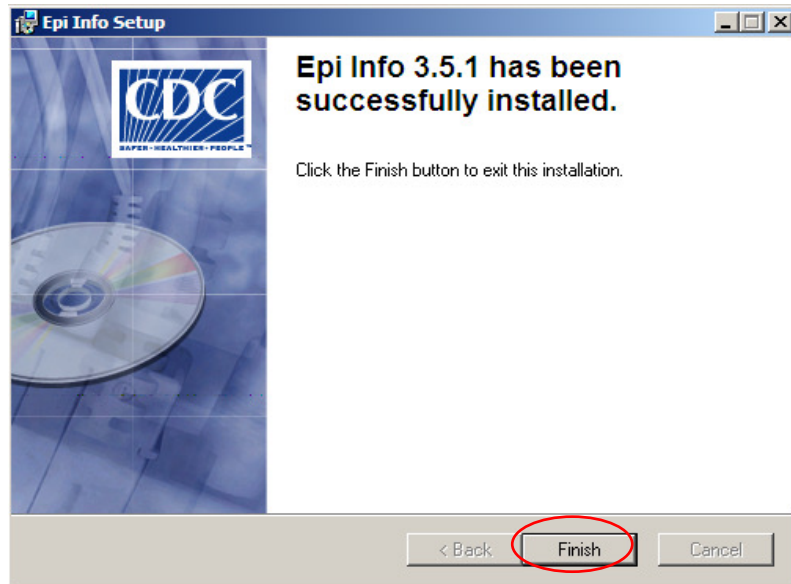 Epi Info Setup
CDC
SAFER • HEALTHIER • PEOPLE™
Epi Info 3.5.1 has been
successfully installed.
Click the Finish button to exit this installation.
< Back
Finish
Cancel